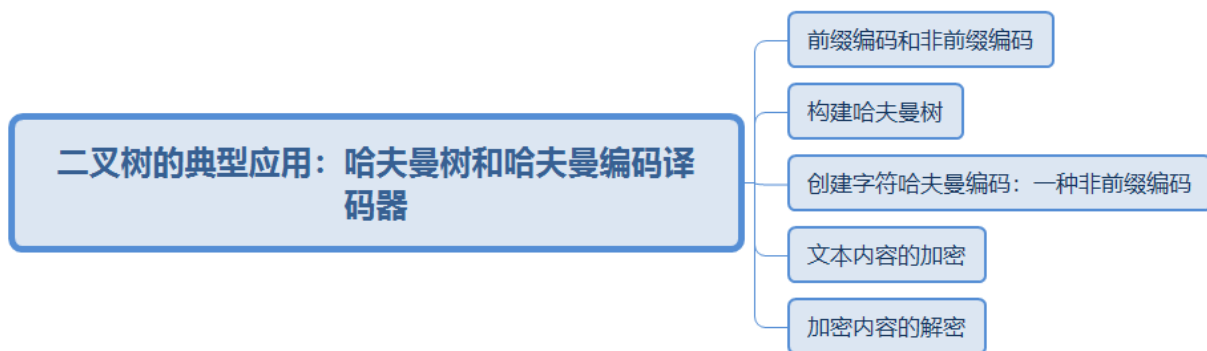 前缀编码和非前缀编码
构建哈夫曼树
二叉树的典型应用：哈夫曼树和哈夫曼编码译
码器
创建字符哈夫曼编码：一种非前缀编码
文本内容的加密
加密内容的解密